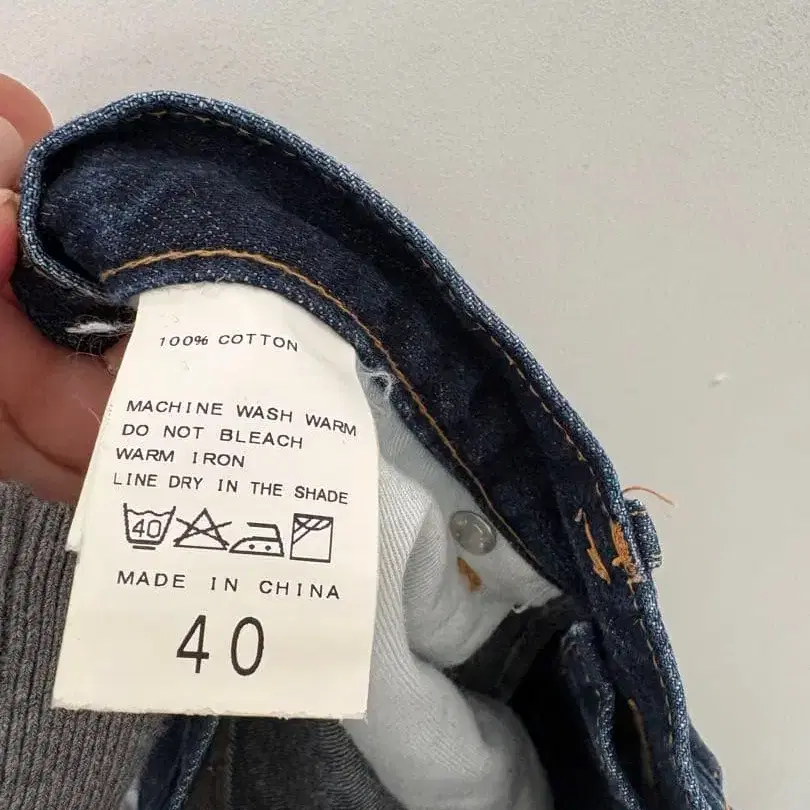 100% COTTON
MACHINE WASH WARM
DO NOT BLEACH
WARM IRON
LINE DRY IN THE SHADE
40
MADE IN CHINA
40